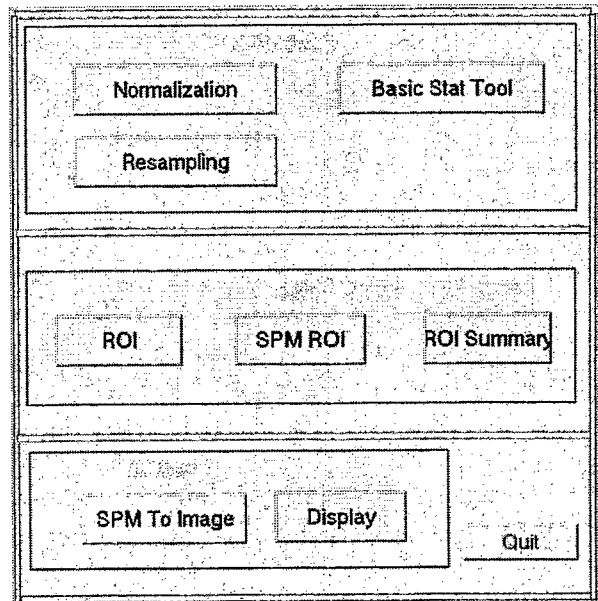 Normalization
Basic Stat Tool
Resampling
ROI
SPM ROI
ROI Summary
SPM To Image
Display
Quit